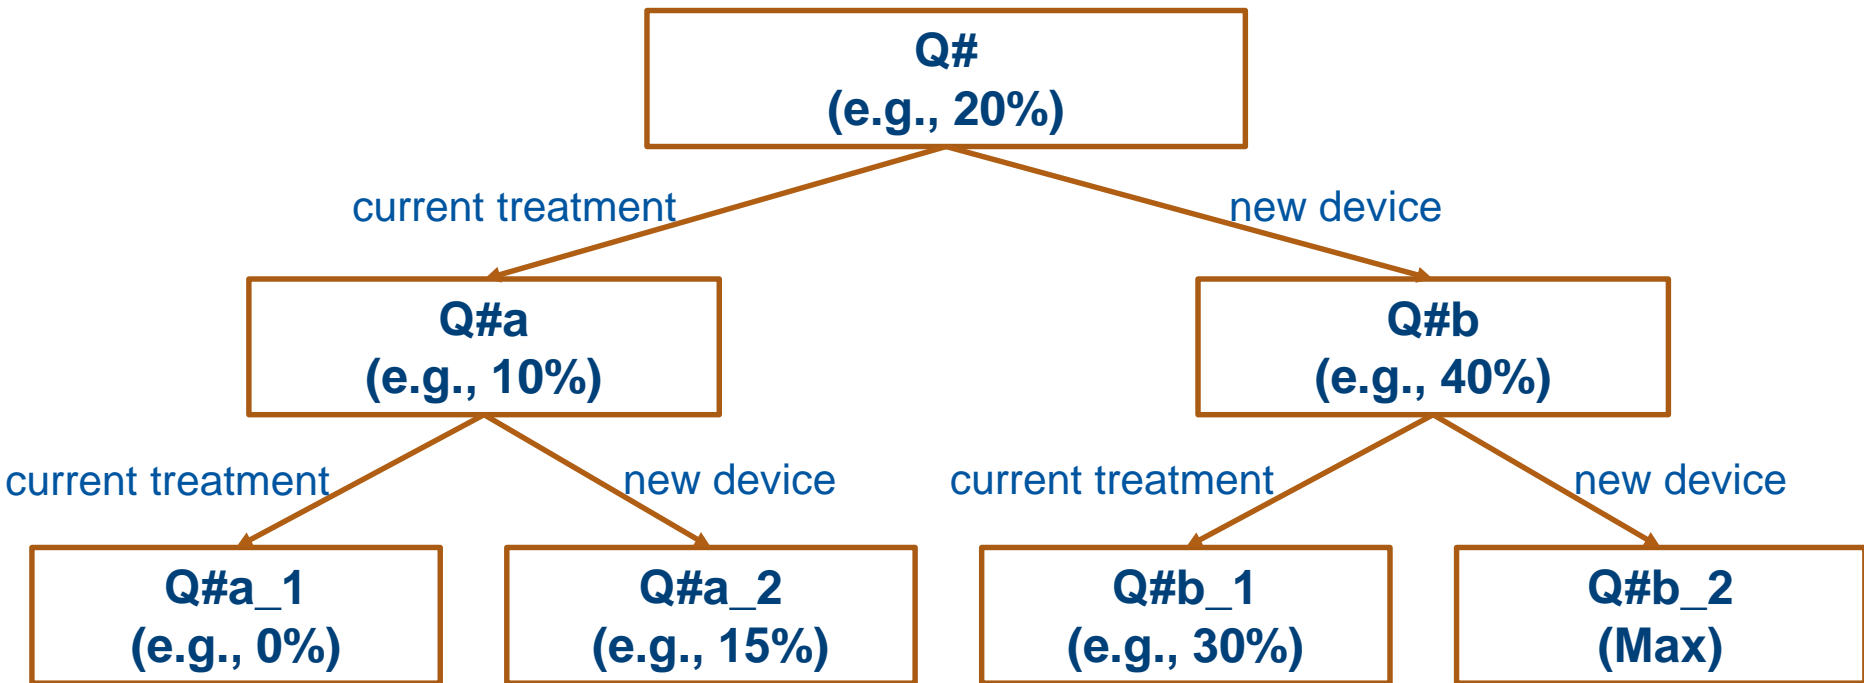 Q#
(e.g., 20%)
current treatment
new device
Q#a
(e.g., 10%)
Q#b
(e.g., 40%)
current treatment
new device
current treatment
new device
Q#a_1
(e.g., 0%)
Q#a_2
(e.g., 15%)
Q#b_1
(e.g., 30%)
Q#b_2
(Max)